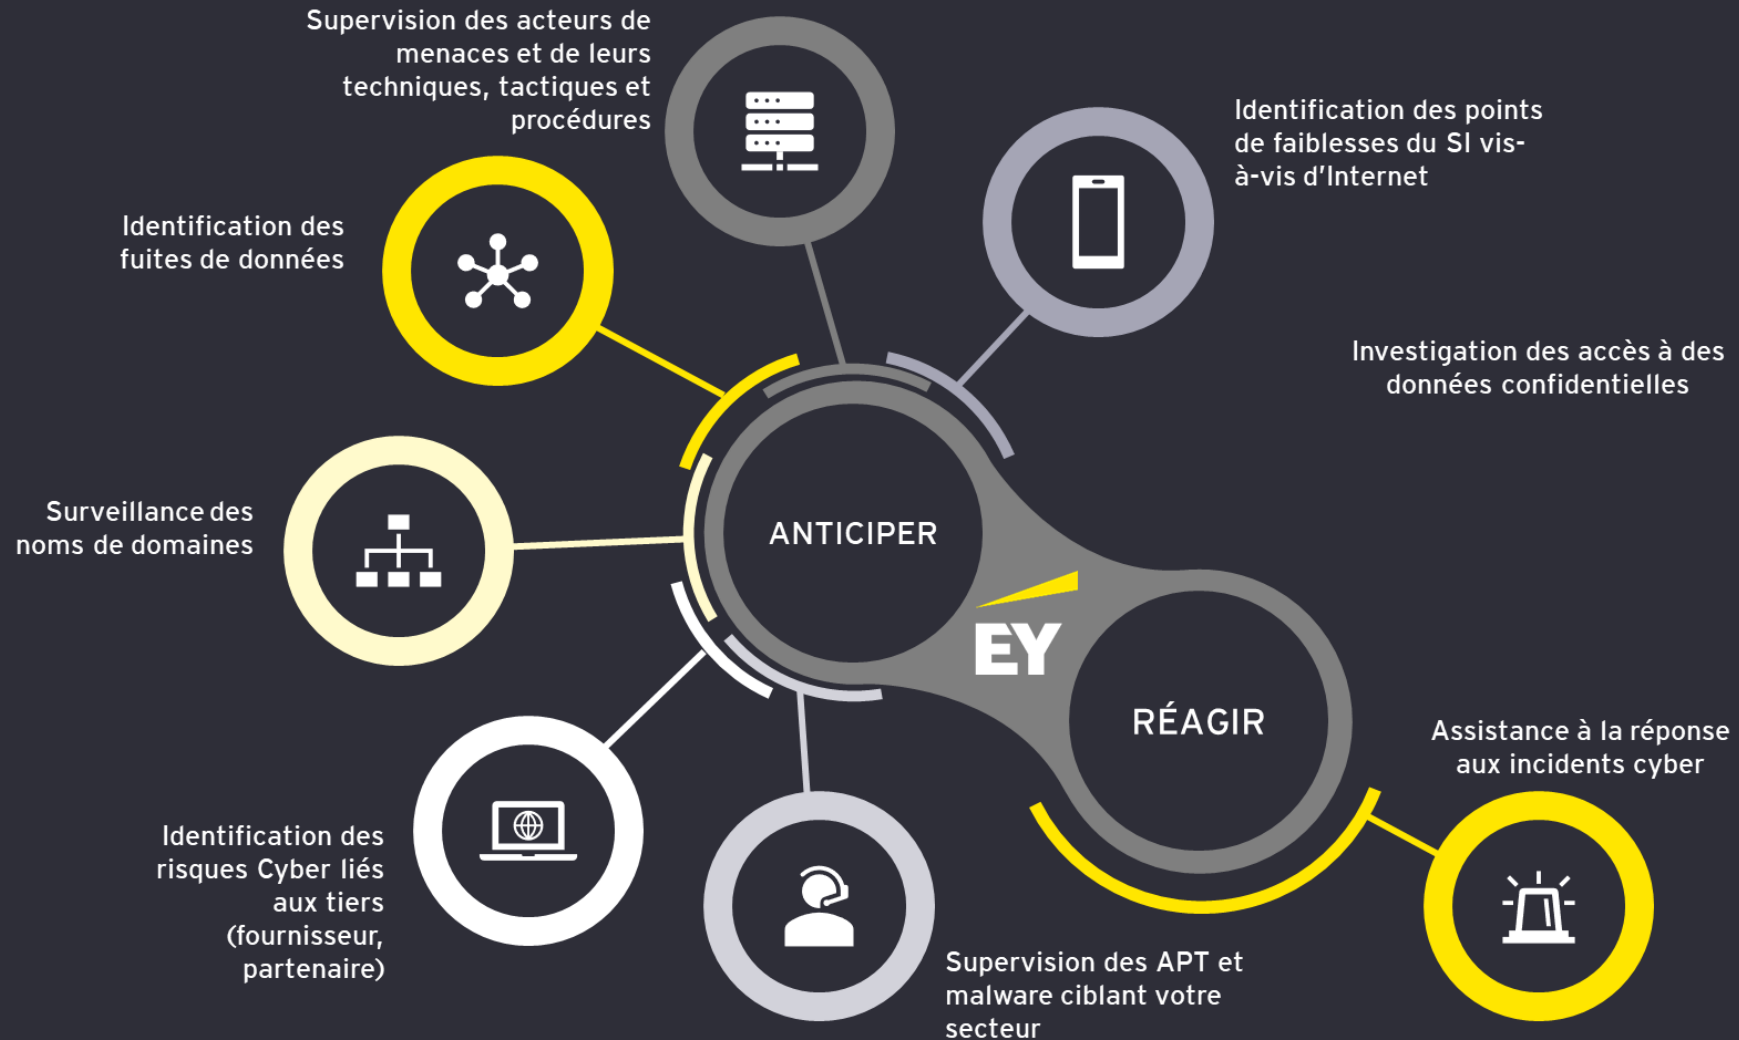 Supervision des acteurs de
menaces et de leurs
techniques, tactiques et
procédures
Identification des points
de faiblesses du SI vis-
à-vis d’Internet
Identification des
fuites de données
Investigation des accès à des
données confidentielles
Surveillance des
noms de domaines
ANTICIPER
EY
RÉAGIR
Assistance à la réponse
aux incidents cyber
Identification des
risques Cyber liés
aux tiers
(fournisseur,
partenaire)
Supervision des APT et
malware ciblant votre
secteur